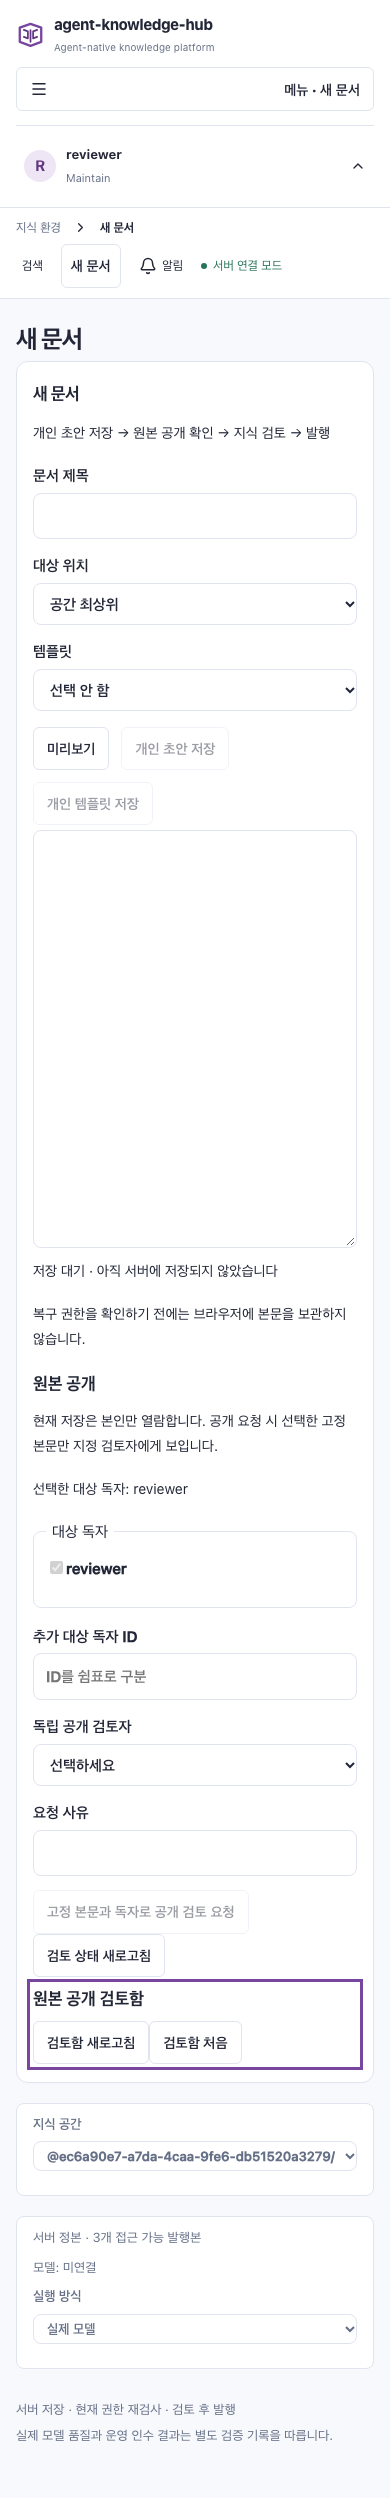 agent-knowledge-hub
Agent-native knowledge platform
메뉴 · 새 문서
R
reviewer
Maintain
지식 환경 > 새 문서
검색
새 문서
알림
서버 연결 모드
새 문서
새 문서
개인 초안 저장 → 원본 공개 확인 → 지식 검토 → 발행
문서 제목
대상 위치
공간 최상위
템플릿
선택 안 함
미리보기
개인 초안 저장
개인 템플릿 저장
저장 대기 · 아직 서버에 저장되지 않았습니다
복구 권한을 확인하기 전에는 브라우저에 본문을 보관하지
않습니다.
원본 공개
현재 저장은 본인만 열람합니다. 공개 요청 시 선택한 고정
본문만 지정 검토자에게 보입니다.
선택한 대상 독자: reviewer
대상 독자
reviewer
추가 대상 독자 ID
ID를 쉼표로 구분
독립 공개 검토자
선택하세요
요청 사유
고정 본문과 독자로 공개 검토 요청
검토 상태 새로고침
원본 공개 검토함
검토함 새로고침
검토함 처음
지식 공간
@ec6a90e7-a7da-4caa-9fe6-db51520a3279/
서버 정본 · 3개 접근 가능 발행본
모델: 미연결
실행 방식
실제 모델
서버 저장 · 현재 권한 재검사 · 검토 후 발행
실제 모델 품질과 운영 인수 결과는 별도 검증 기록을 따릅니다.